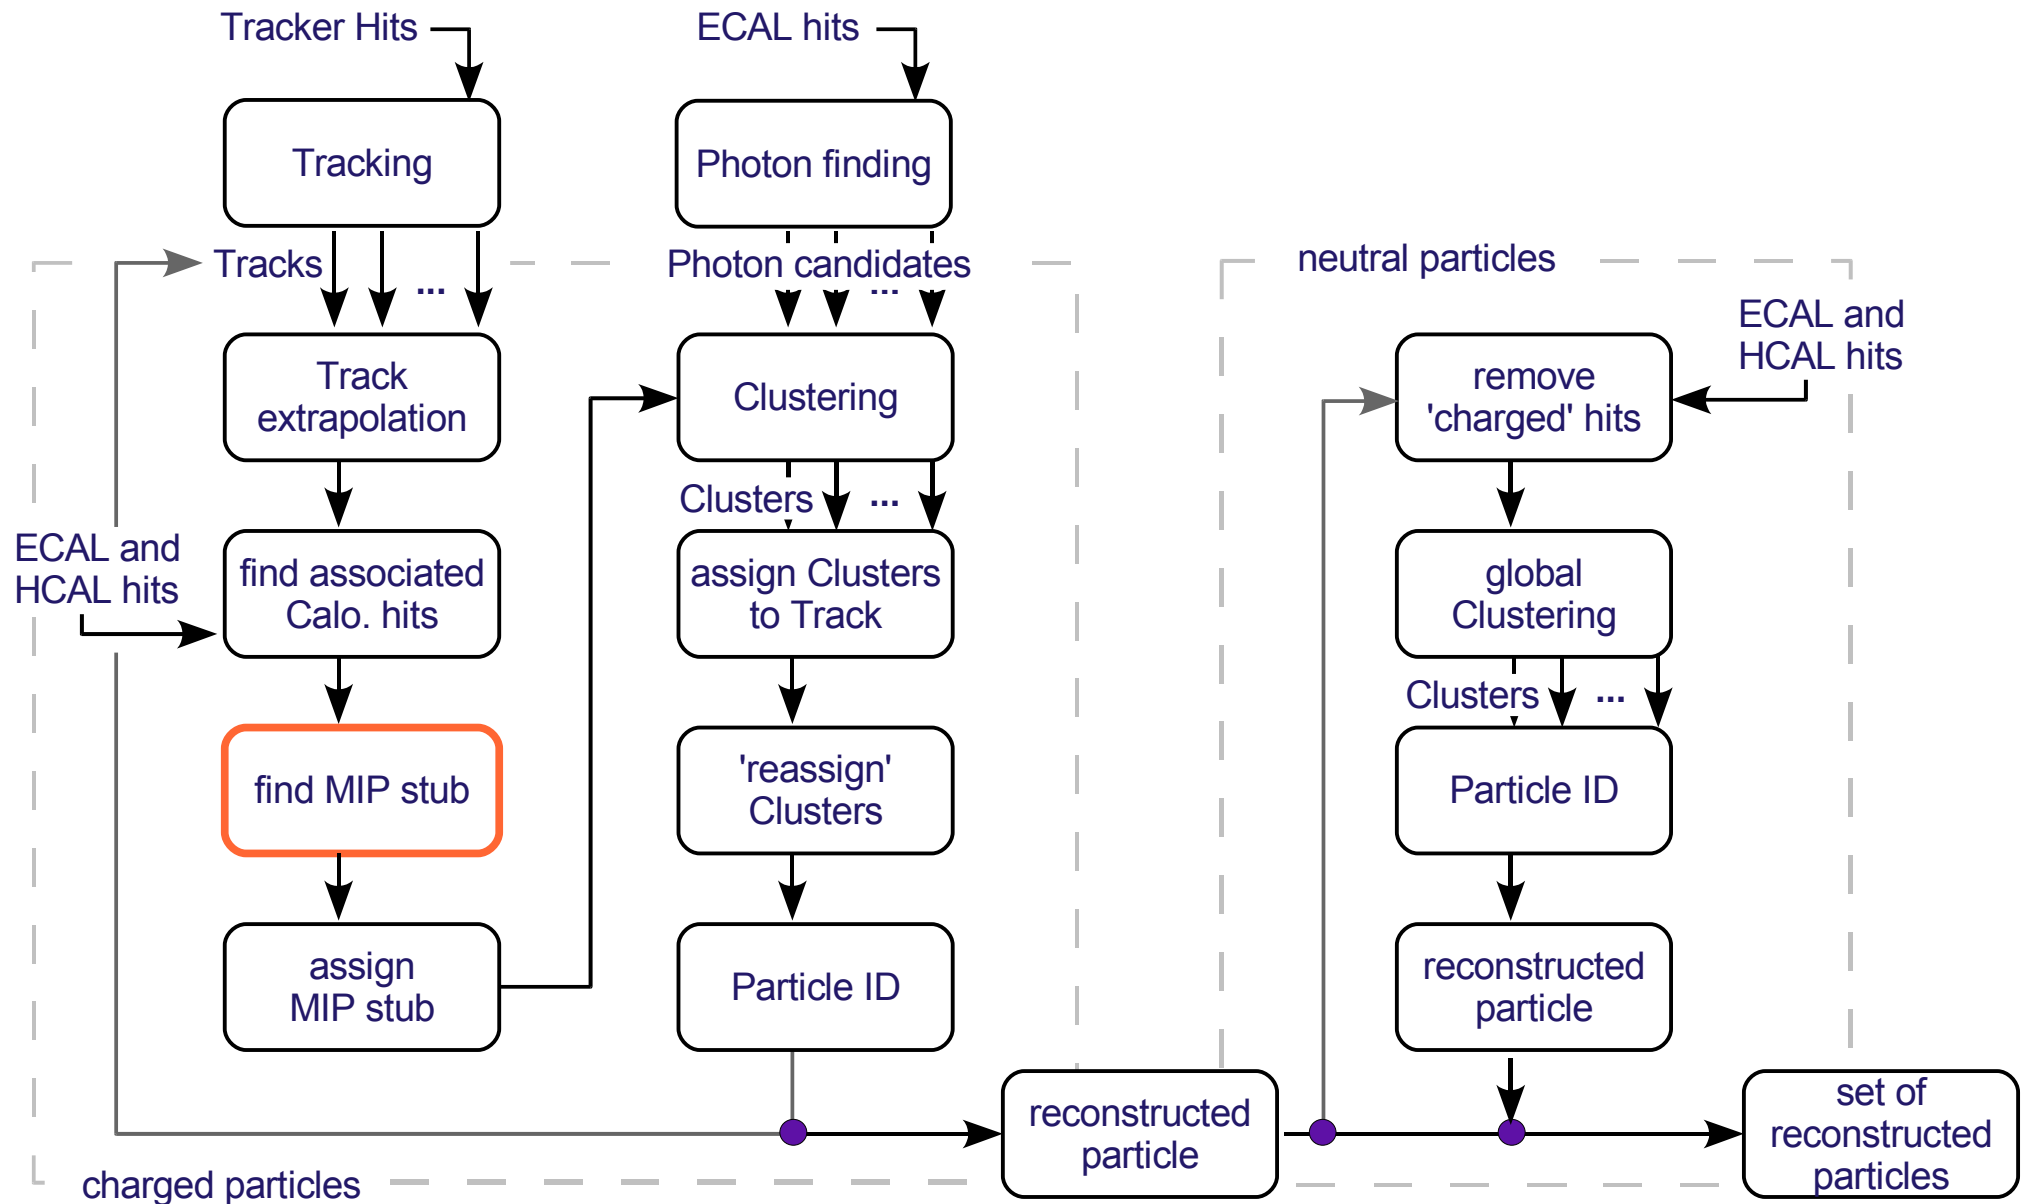 Tracker Hits
ECAL hits
Tracking
Photon finding
Tracks
...
Photon candidates
...
neutral particles
ECAL and
HCAL hits
Track
extrapolation
Clustering
remove
'charged' hits
Clusters
...
ECAL and
HCAL hits
find associated
Calo. hits
assign Clusters
to Track
global
Clustering
Clusters
...
find MIP stub
'reassign'
Clusters
Particle ID
assign
MIP stub
Particle ID
reconstructed
particle
reconstructed
particle
set of
reconstructed
particles
charged particles